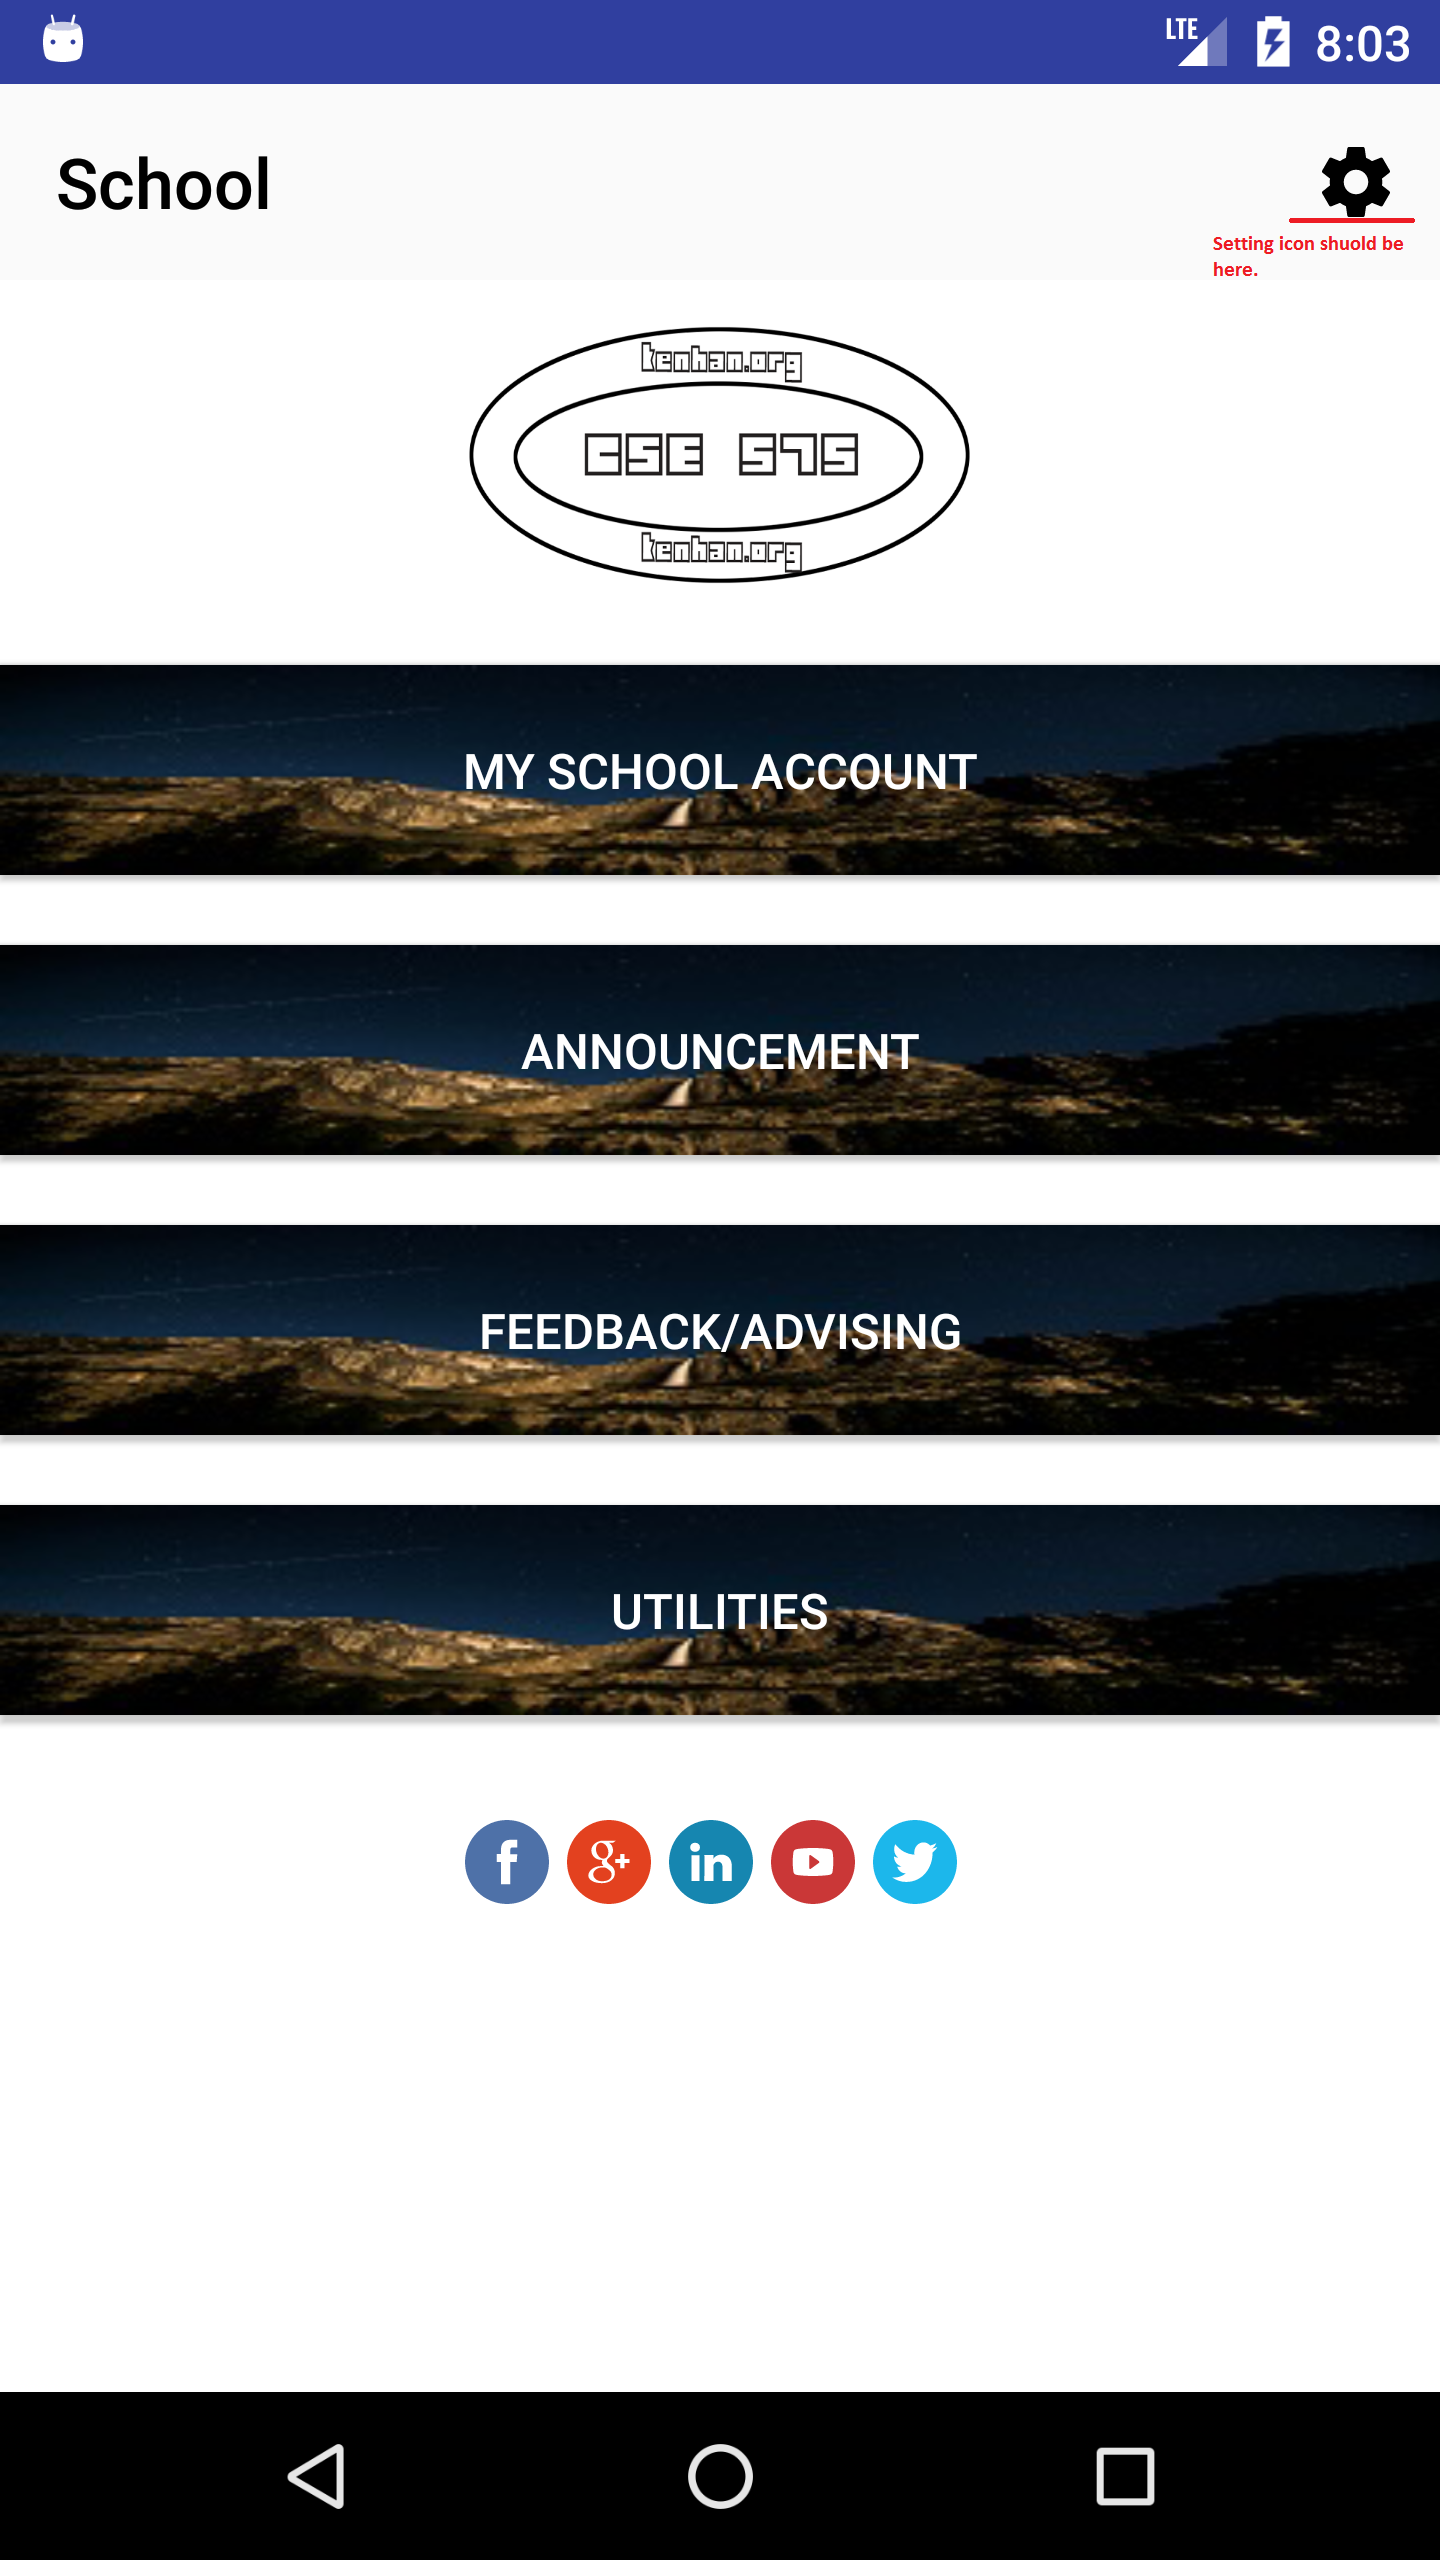 LTE 8:03
School
Setting icon shuold be
here.
kenhan.org
CSE 575
kenhan.org
MY SCHOOL ACCOUNT
ANNOUNCEMENT
FEEDBACK/ADVISING
UTILITIES
f g+ in